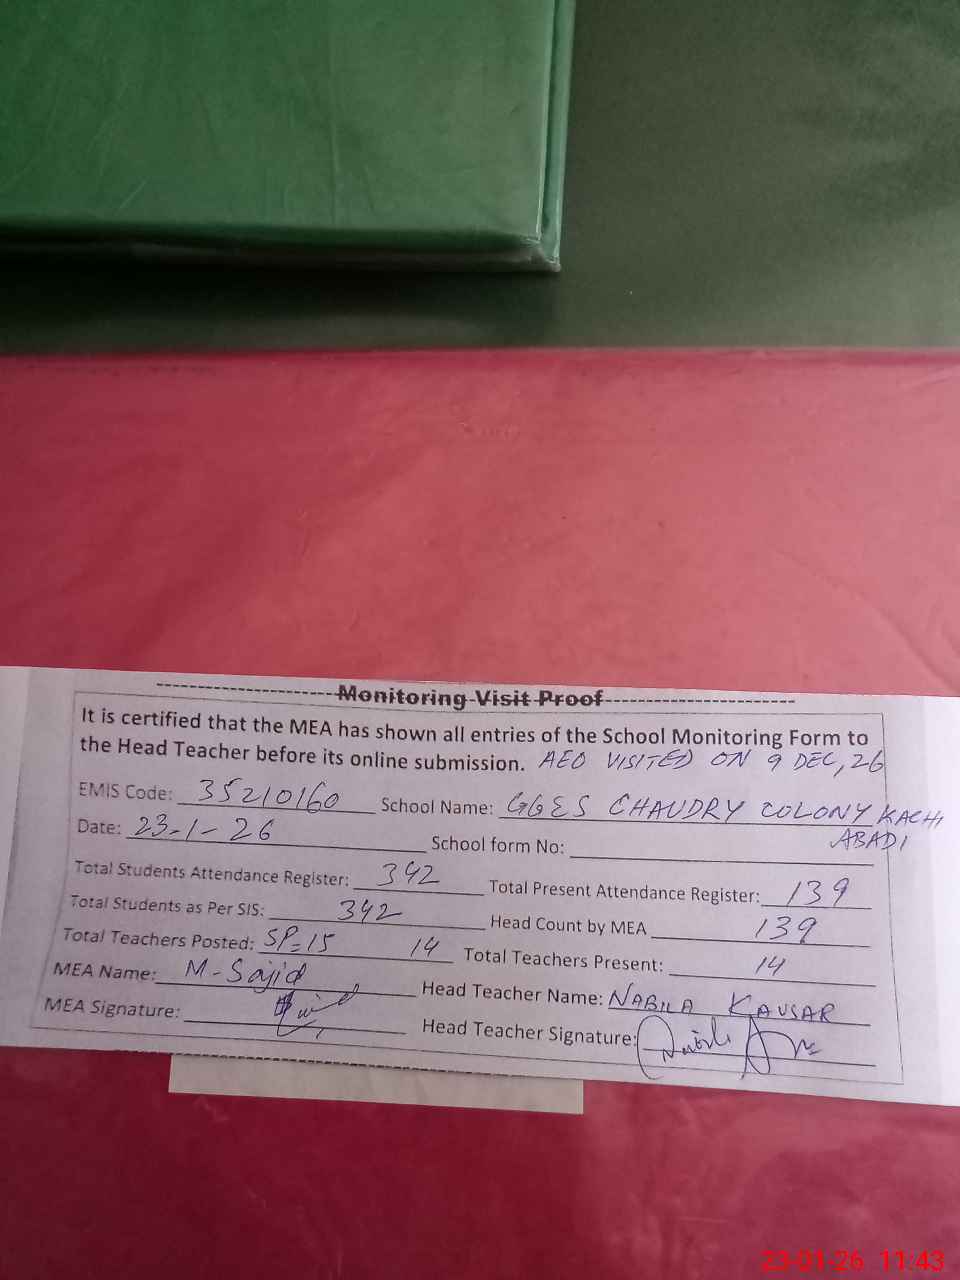 Monitoring Visit Proof
It is certified that the MEA has shown all entries of the School Monitoring Form to
the Head Teacher before its online submission. AEO VISITED ON 9 DEC, 26
EMIS Code: 35210160 School Name: GGES CHAUDRY COLONY KACHI
ABADI
Date: 23-1-26 School form No:
Total Students Attendance Register: 342 Total Present Attendance Register: 139
Total Students as Per SIS: 342 Head Count by MEA 139
Total Teachers Posted: SP=15 14 Total Teachers Present: 14
MEA Name: M-Sajid Head Teacher Name: NABILA KAUSAR
MEA Signature: Head Teacher Signature:
23-01-26 11:43